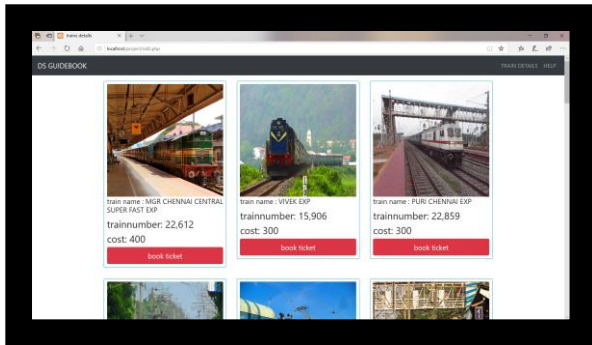 trains details
localhost/project/add.php
DS GUIDEBOOK
TRAIN DETAILS HELP
train name : MGR CHENNAI CENTRAL
SUPER FAST EXP
trainnumber: 22,612
cost: 400
book ticket
train name : VIVEK EXP
trainnumber: 15,906
cost: 300
book ticket
train name : PURI CHENNAI EXP
trainnumber: 22,859
cost: 300
book ticket